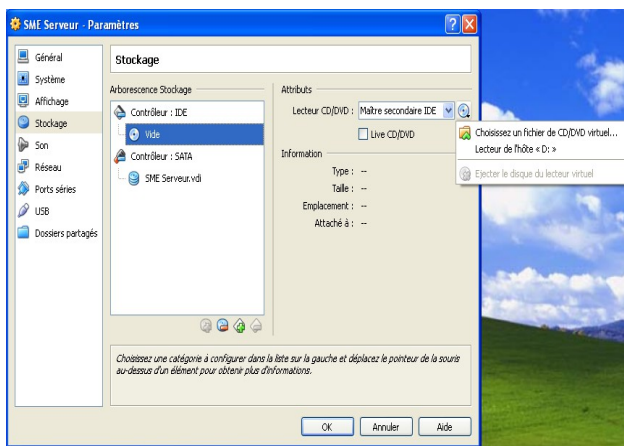 SME Serveur - Paramètres
Général
Système
Affichage
Stockage
Son
Réseau
Ports séries
USB
Dossiers partagés
Stockage
Arborescence Stockage
Contrôleur : IDE
Vide
Contrôleur : SATA
SME Serveur.vdi
Attributs
Lecteur CD/DVD : Maître secondaire IDE
Live CD/DVD
Information
Type : --
Taille : --
Emplacement : --
Attaché à : --
Choisissez un fichier de CD/DVD virtuel...
Lecteur de l'hôte « D: »
Ejecter le disque du lecteur virtuel
Choisissez une catégorie à configurer dans la liste sur la gauche et déplacez le pointeur de la souris
au-dessus d'un élément pour obtenir plus d'informations.
OK
Annuler
Aide